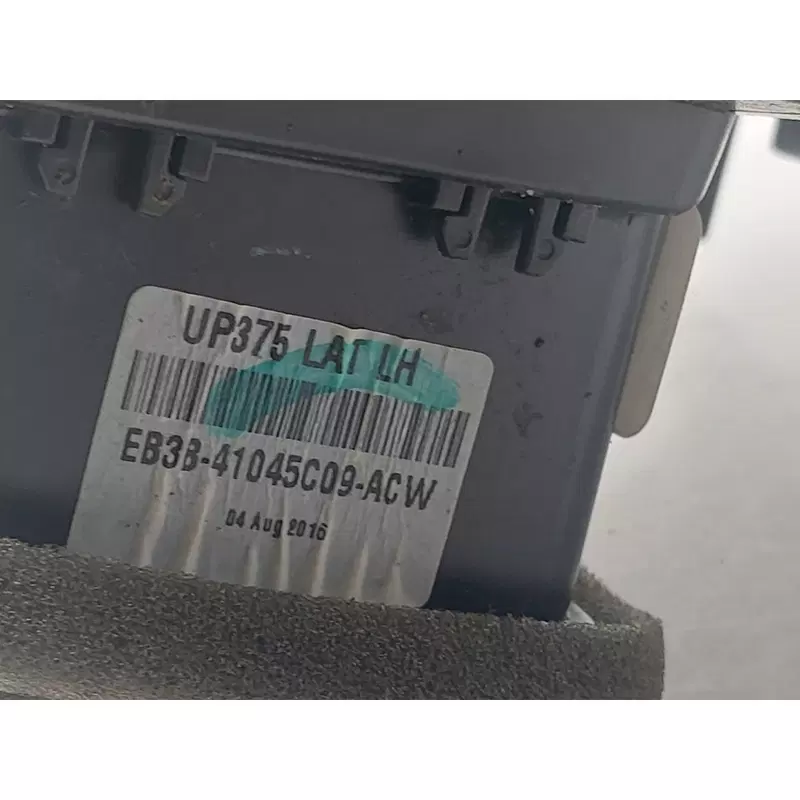 UP375 LAT LH
EB3B-41045C09-ACW
04 Aug 2016